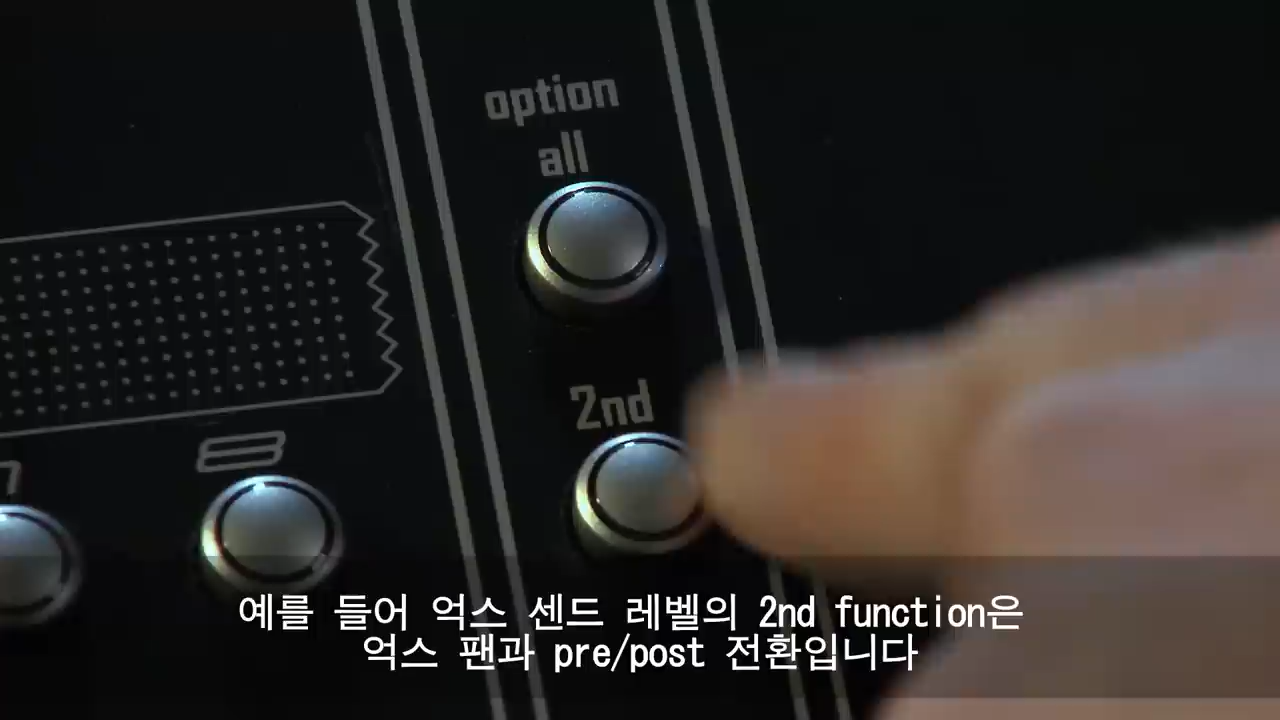 option
all
2nd
7
8
예를 들어 억스 센드 레벨의 2nd function은
억스 팬과 pre/post 전환입니다